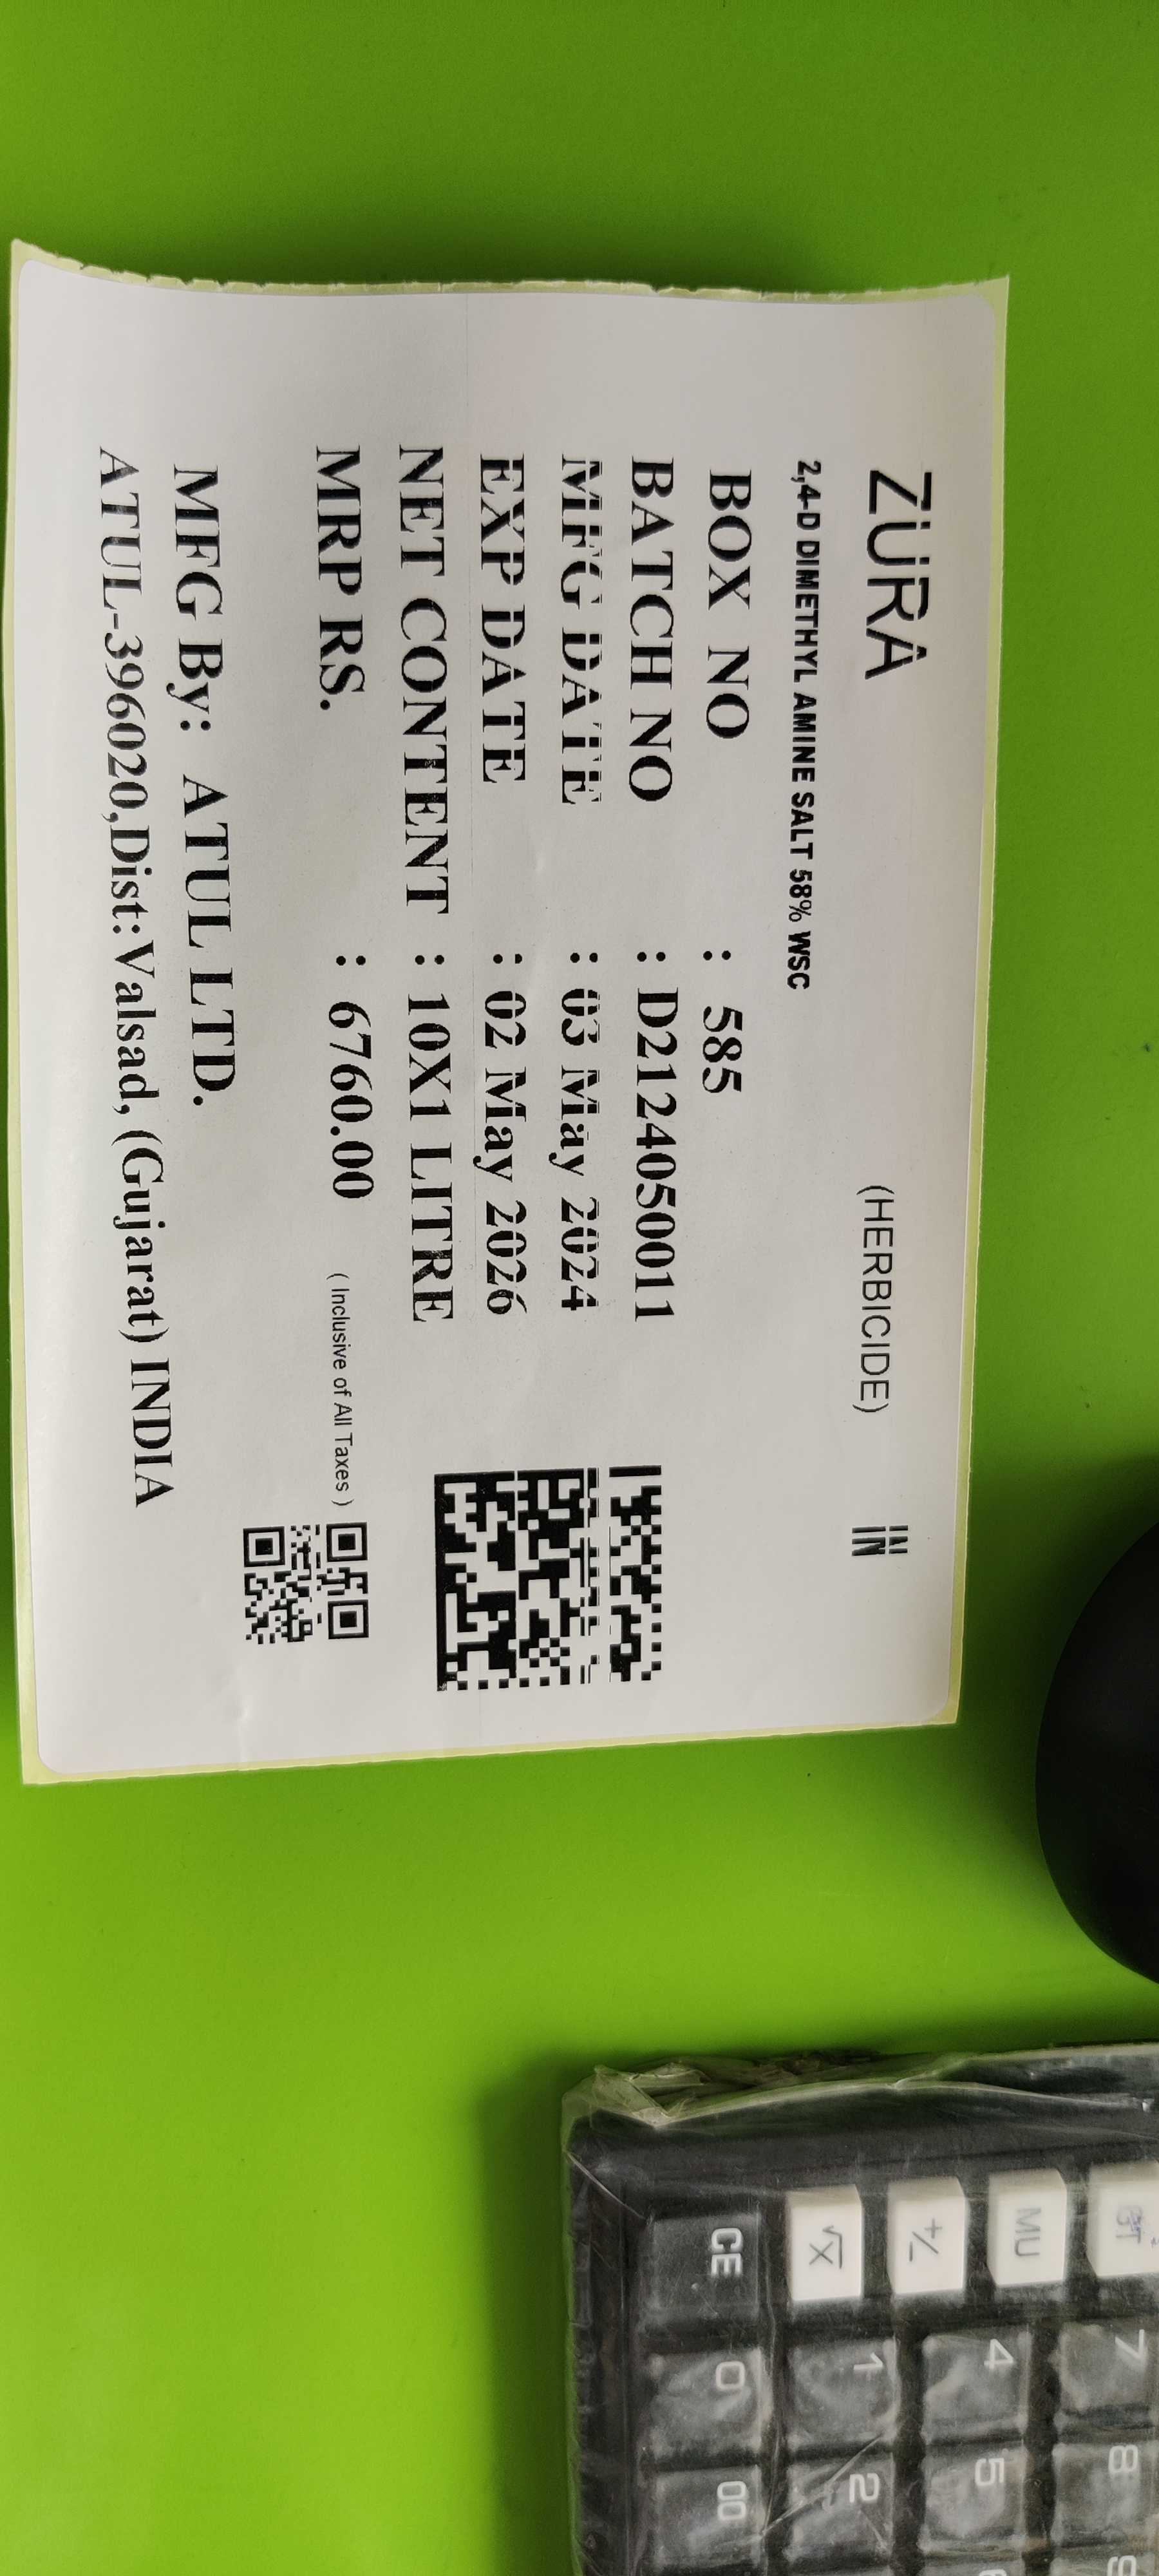 ZURA (HERBICIDE) IN
2,4-D DIMETHYL AMINE SALT 58% WSC
BOX NO : 585
BATCH NO : D2124050011
MFG DATE : 03 May 2024
EXP DATE : 02 May 2026
NET CONTENT : 10X1 LITRE
MRP RS. : 6760.00 ( Inclusive of All Taxes )
MFG By: ATUL LTD.
ATUL-396020,Dist:Valsad, (Gujarat) INDIA
GT 7 8 9
MU 4 5
+/- 1 2
√X
CE 0 00